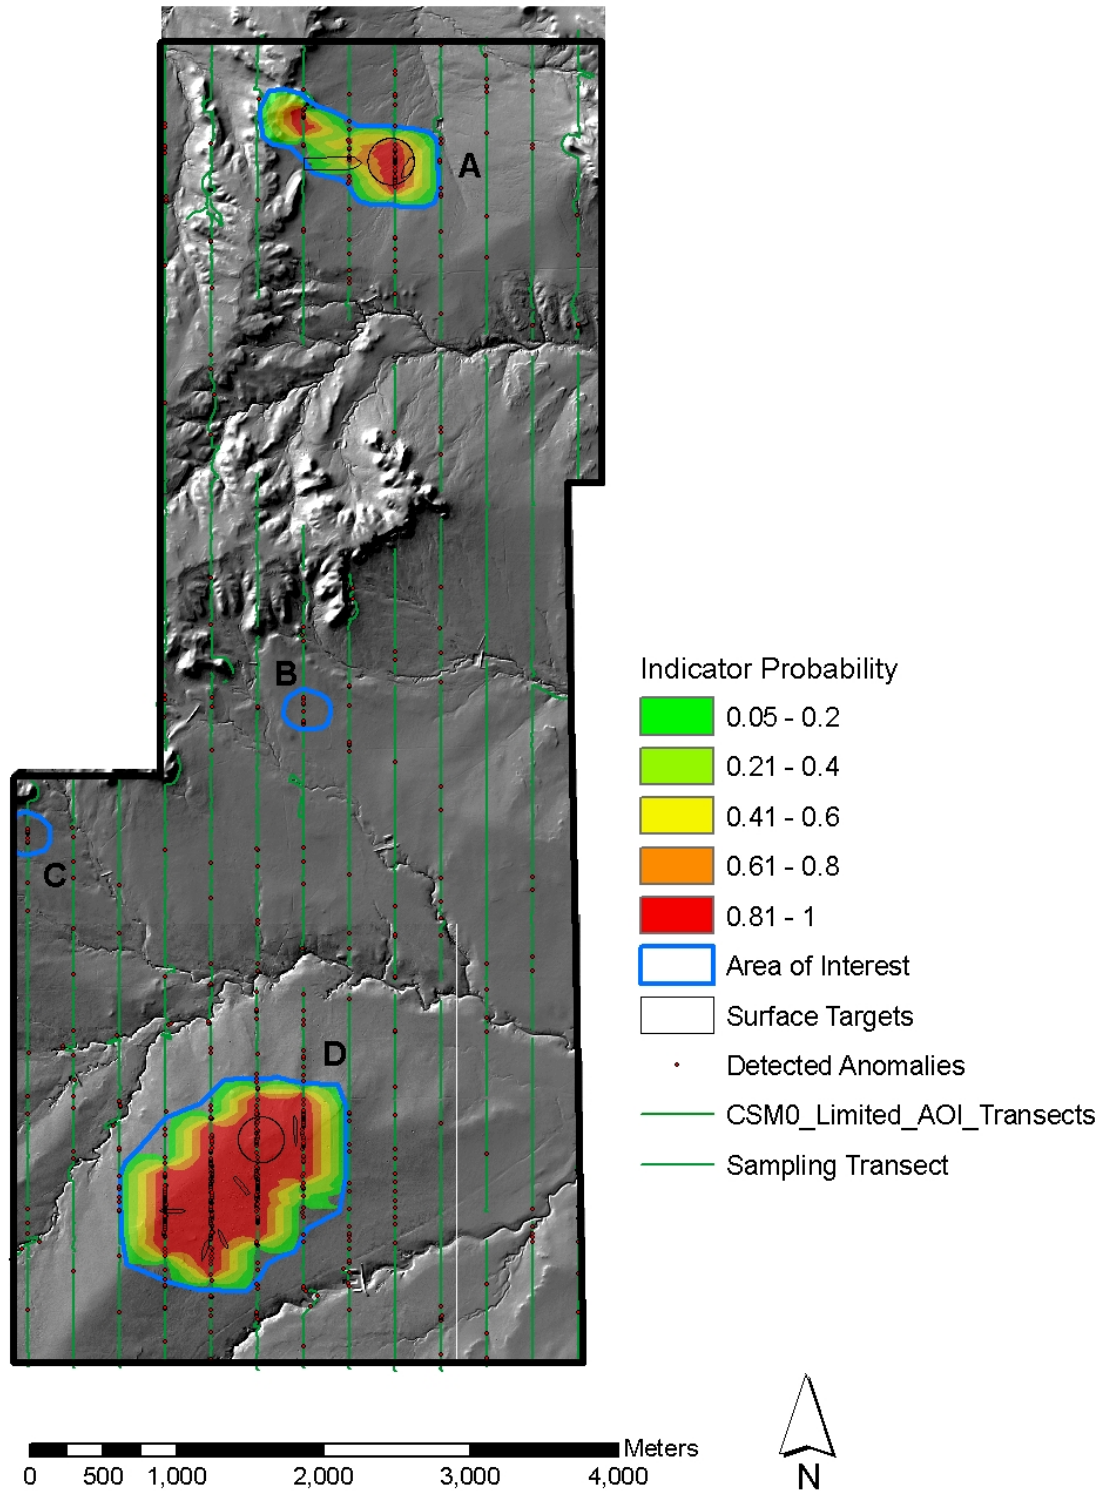 A
B
C
D
Indicator Probability
0.05 - 0.2
0.21 - 0.4
0.41 - 0.6
0.61 - 0.8
0.81 - 1
Area of Interest
Surface Targets
Detected Anomalies
CSM0_Limited_AOI_Transects
Sampling Transect
Meters
0 500 1,000 2,000 3,000 4,000
N